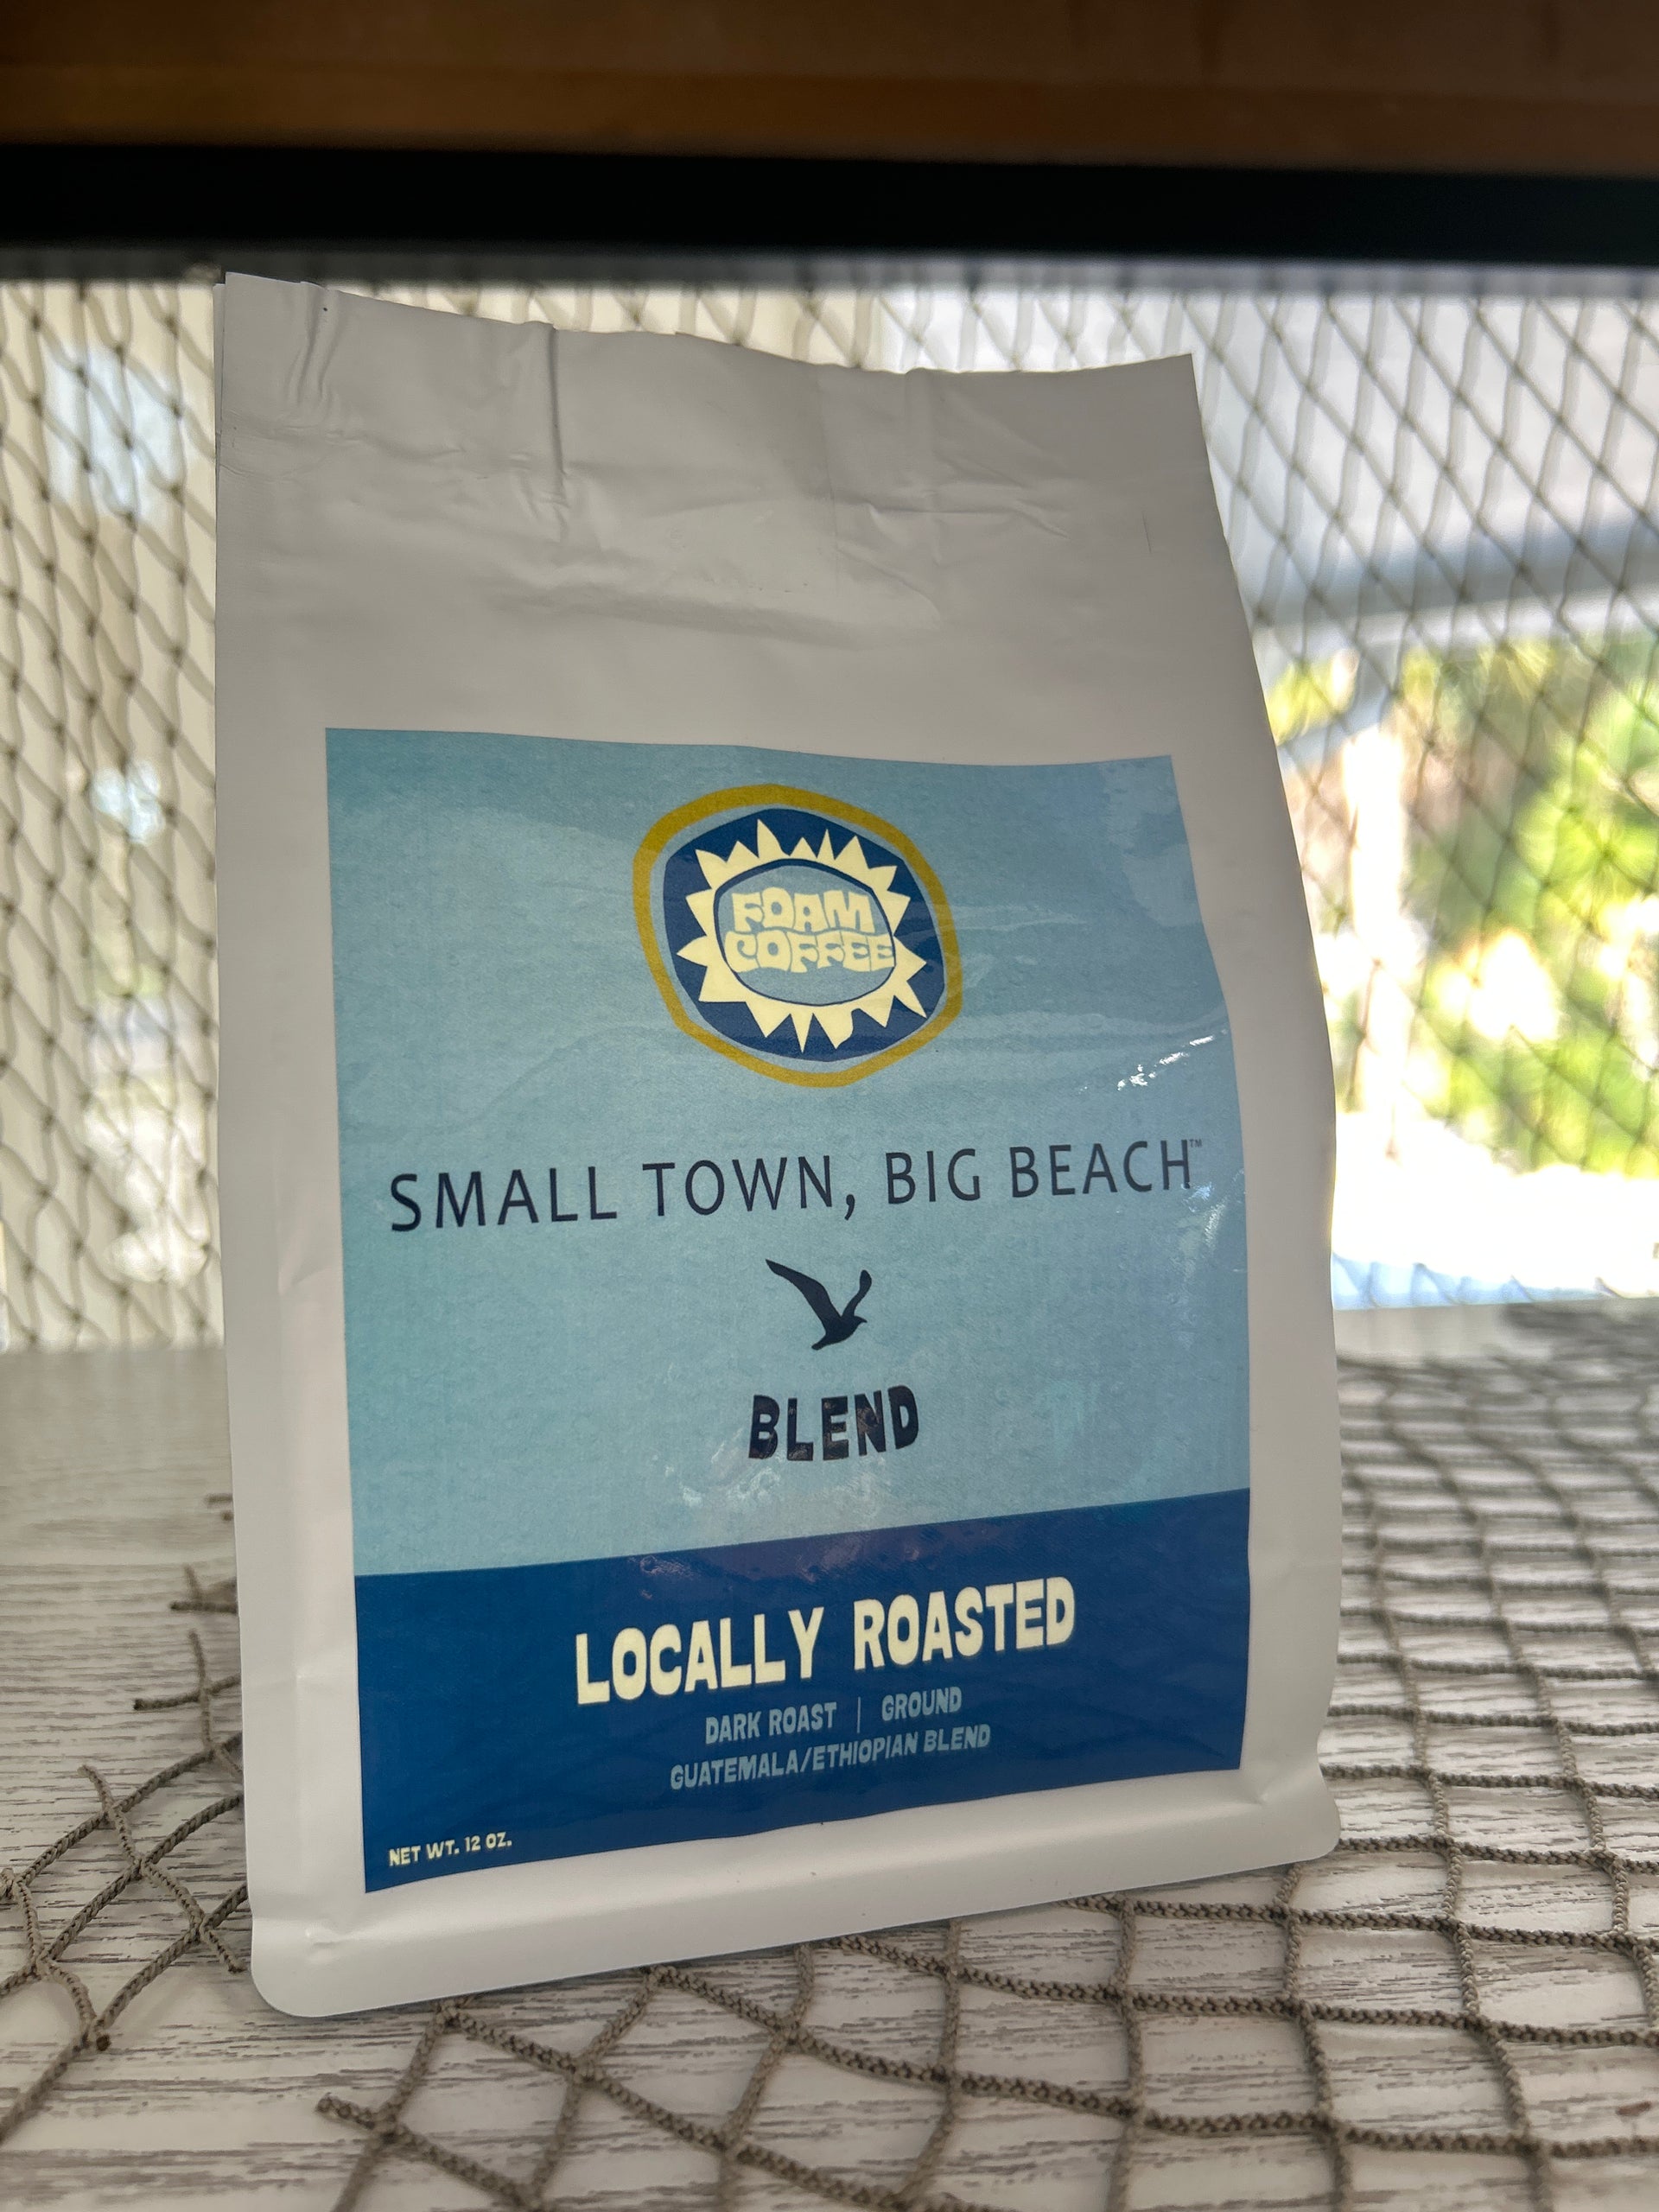 FOAM
COFFEE
SMALL TOWN, BIG BEACH™
BLEND
LOCALLY ROASTED
DARK ROAST | GROUND
GUATEMALA/ETHIOPIAN BLEND
NET WT. 12 OZ.